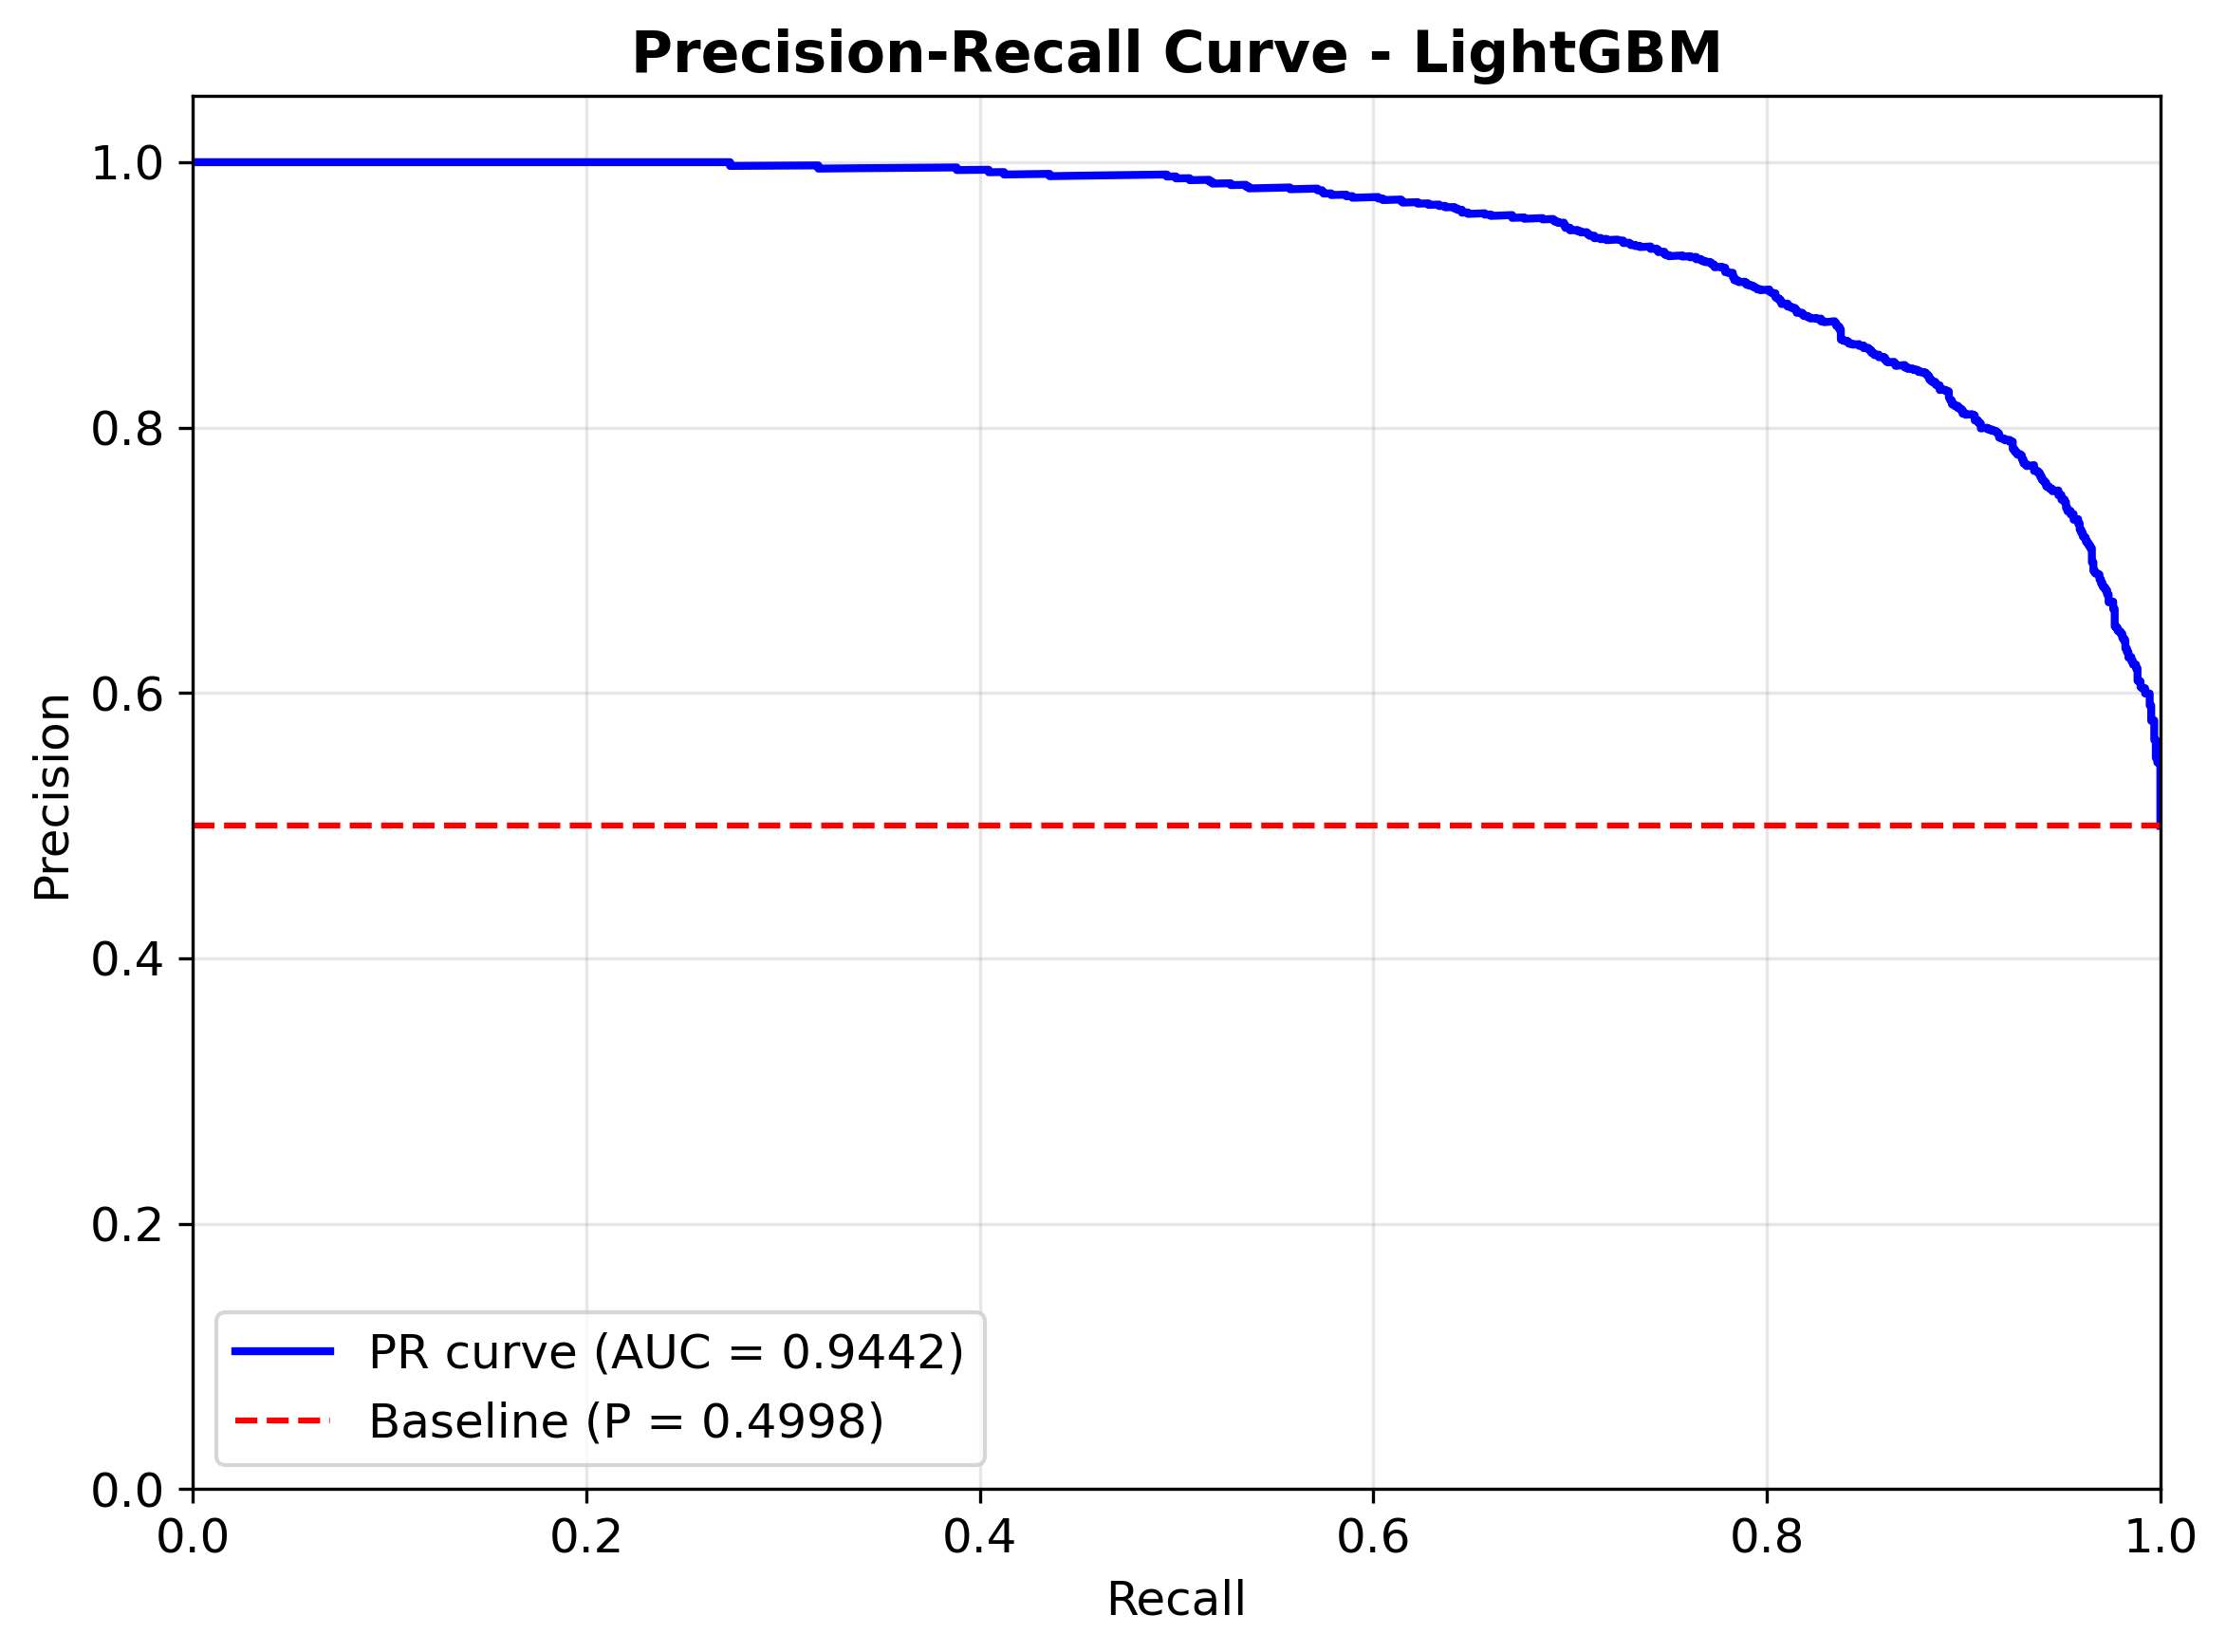 Precision-Recall Curve - LightGBM
1.0
0.8
0.6
0.4
0.2
0.0
Precision
PR curve (AUC = 0.9442)
Baseline (P = 0.4998)
0.0 0.2 0.4 0.6 0.8 1.0
Recall